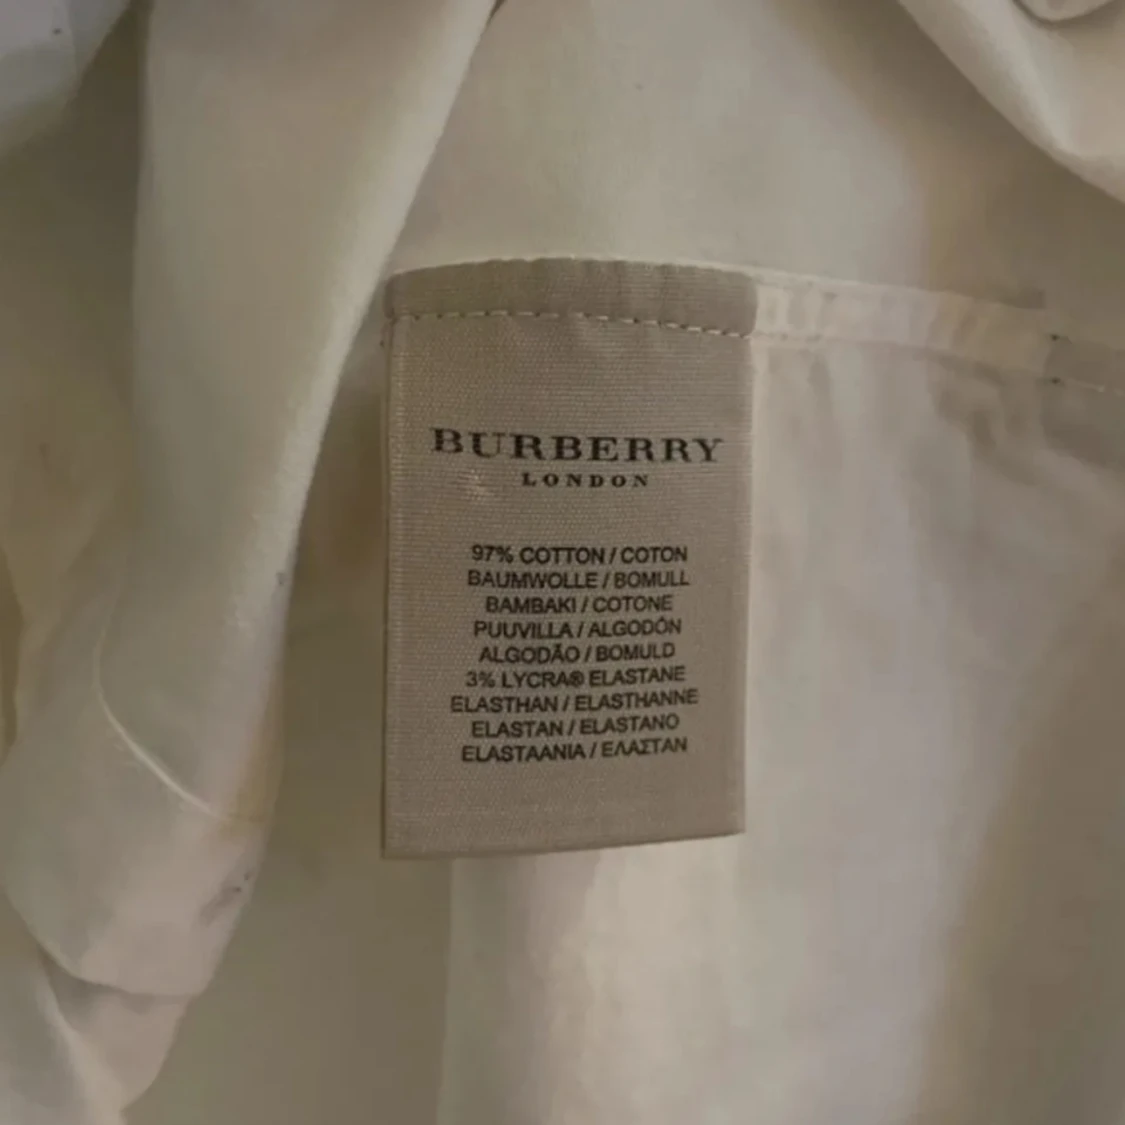 BURBERRY
LONDON
97% COTTON / COTON
BAUMWOLLE / BOMULL
BAMBAKI / COTONE
PUUVILLA / ALGODÓN
ALGODÃO / BOMULD
3% LYCRA® ELASTANE
ELASTHAN / ELASTHANNE
ELASTAN / ELASTANO
ELASTAANIA / ΕΛΑΣΤΑΝ